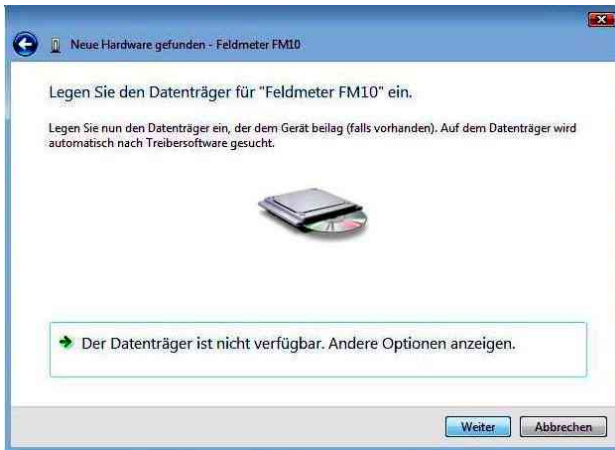 Neue Hardware gefunden - Feldmeter FM10
Legen Sie den Datenträger für "Feldmeter FM10" ein.
Legen Sie nun den Datenträger ein, der dem Gerät beilag (falls vorhanden). Auf dem Datenträger wird
automatisch nach Treibersoftware gesucht.
Der Datenträger ist nicht verfügbar. Andere Optionen anzeigen.
Weiter Abbrechen